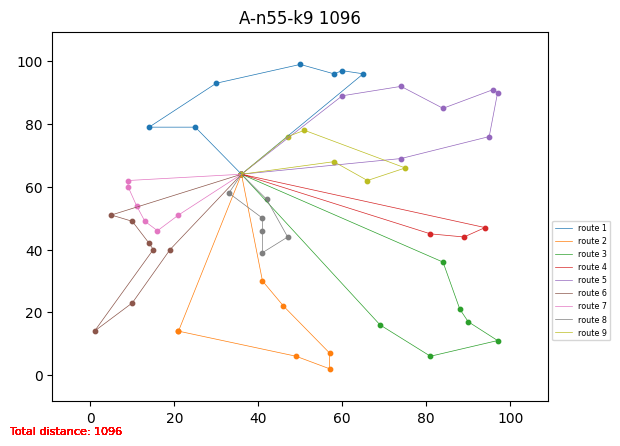 A-n55-k9 1096
100
80
60
40
20
0
0 20 40 60 80 100
route 1
route 2
route 3
route 4
route 5
route 6
route 7
route 8
route 9
Total distance: 1096